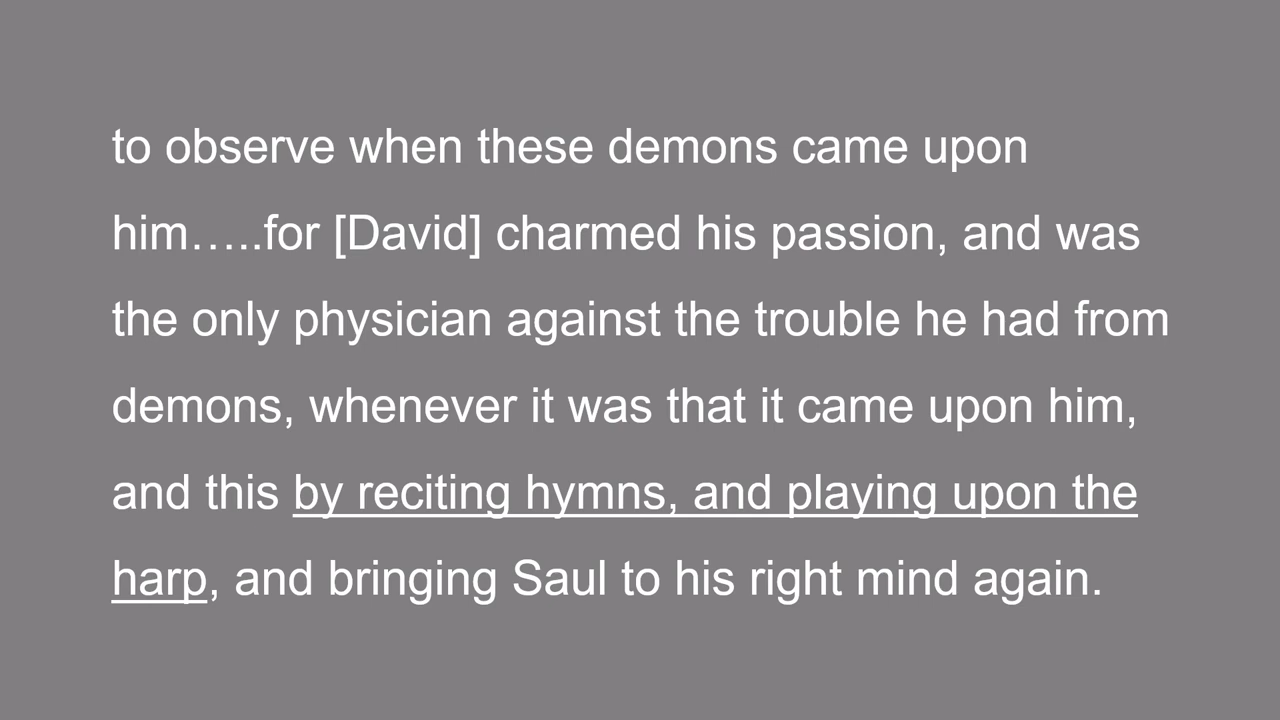 to observe when these demons came upon
him…..for [David] charmed his passion, and was
the only physician against the trouble he had from
demons, whenever it was that it came upon him,
and this by reciting hymns, and playing upon the
harp, and bringing Saul to his right mind again.